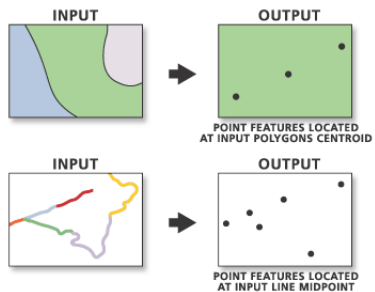 INPUT
OUTPUT
POINT FEATURES LOCATED
AT INPUT POLYGONS CENTROID
INPUT
OUTPUT
POINT FEATURES LOCATED
AT INPUT LINE MIDPOINT